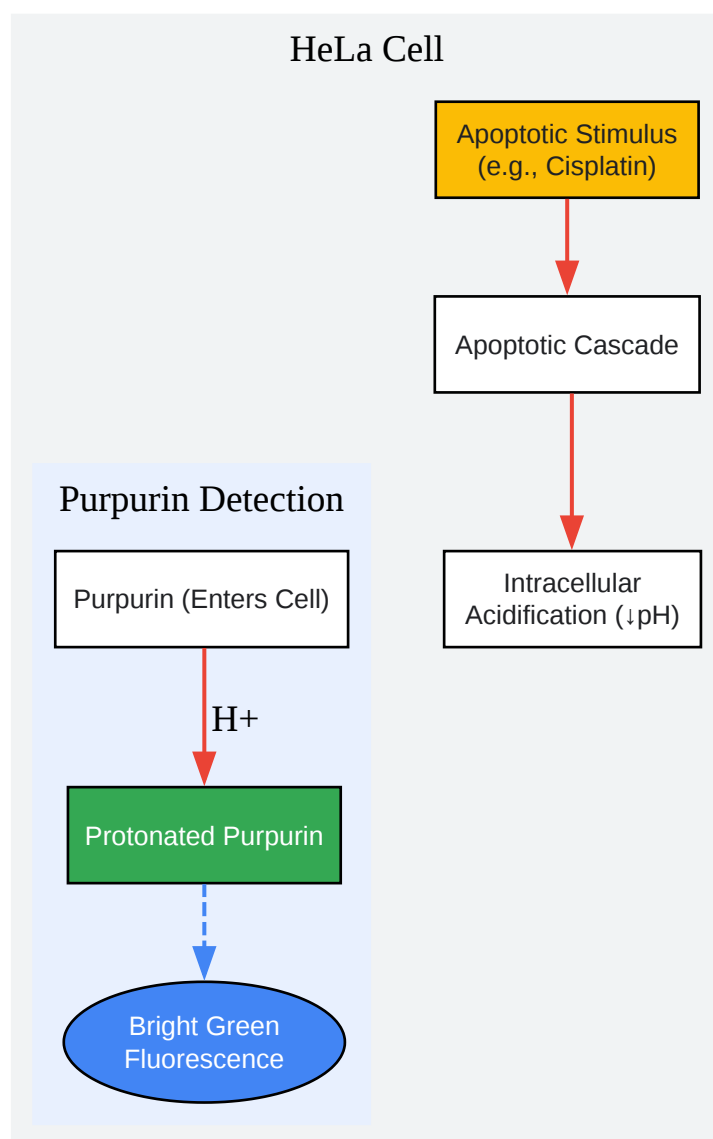 HeLa Cell
Apoptotic Stimulus
(e.g., Cisplatin)
Apoptotic Cascade
Intracellular
Acidification (↓pH)
Purpurin Detection
Purpurin (Enters Cell)
H+
Protonated Purpurin
Bright Green
Fluorescence